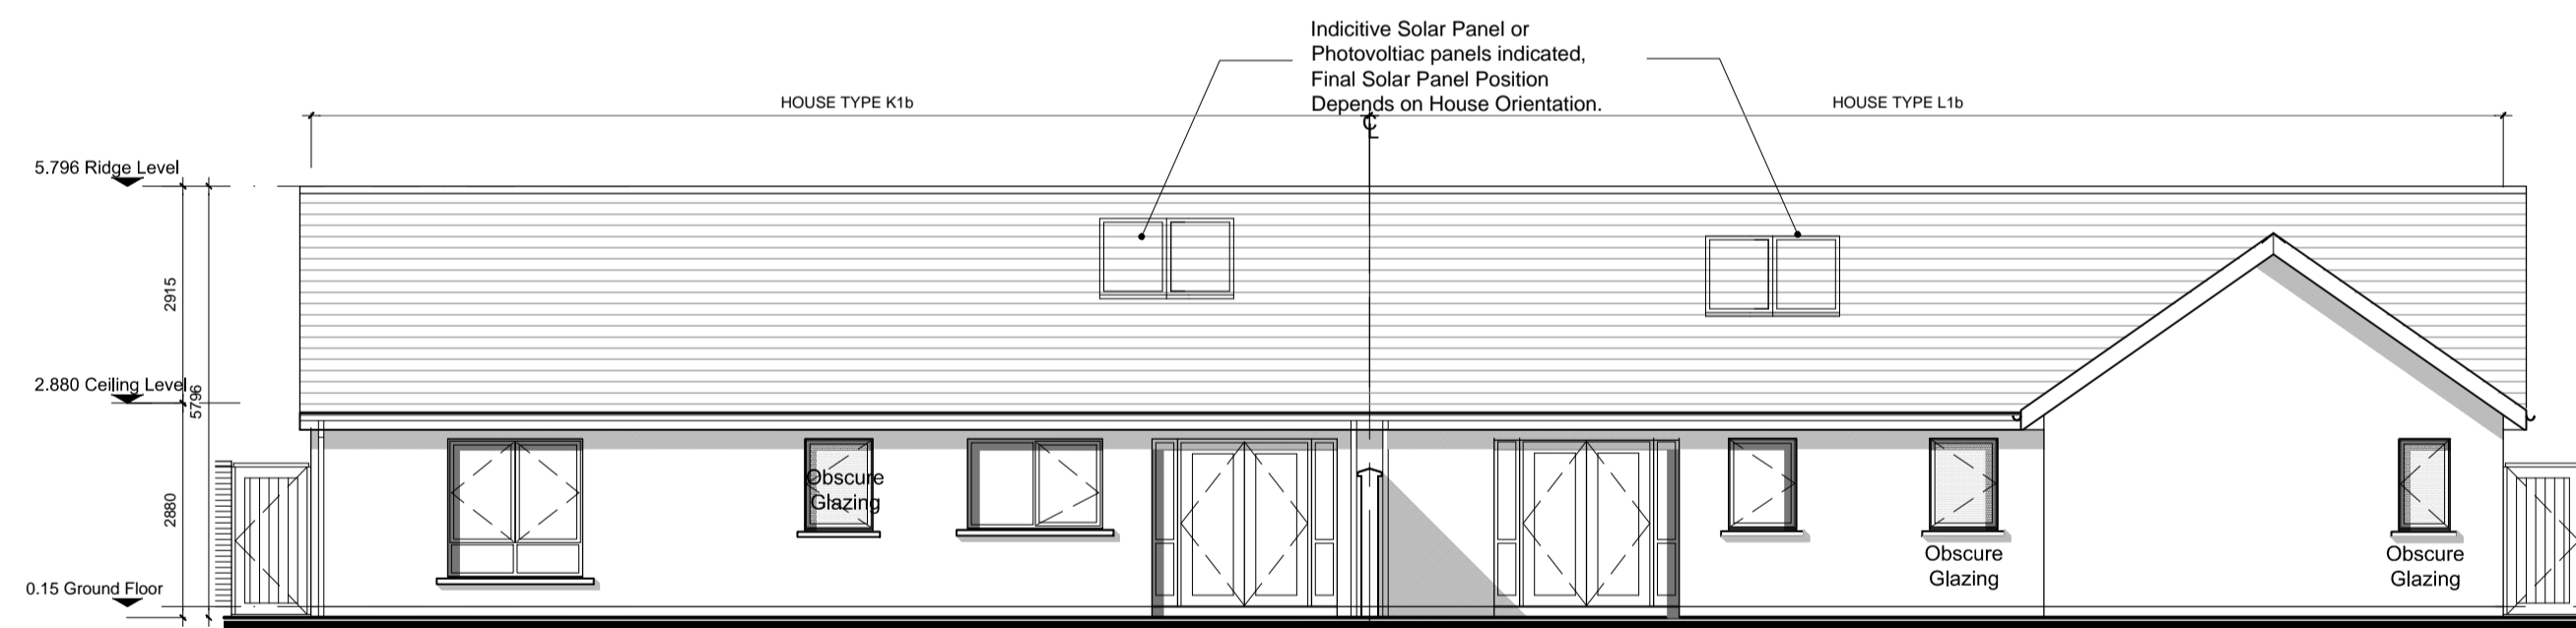 Indicitive Solar Panel or
Photovoltiac panels indicated,
Final Solar Panel Position
Depends on House Orientation.
HOUSE TYPE K1b
HOUSE TYPE L1b
CL
5.796 Ridge Level
2915
2.880 Ceiling Level
5796
2880
0.15 Ground Floor
Obscure
Glazing
Obscure
Glazing
Obscure
Glazing